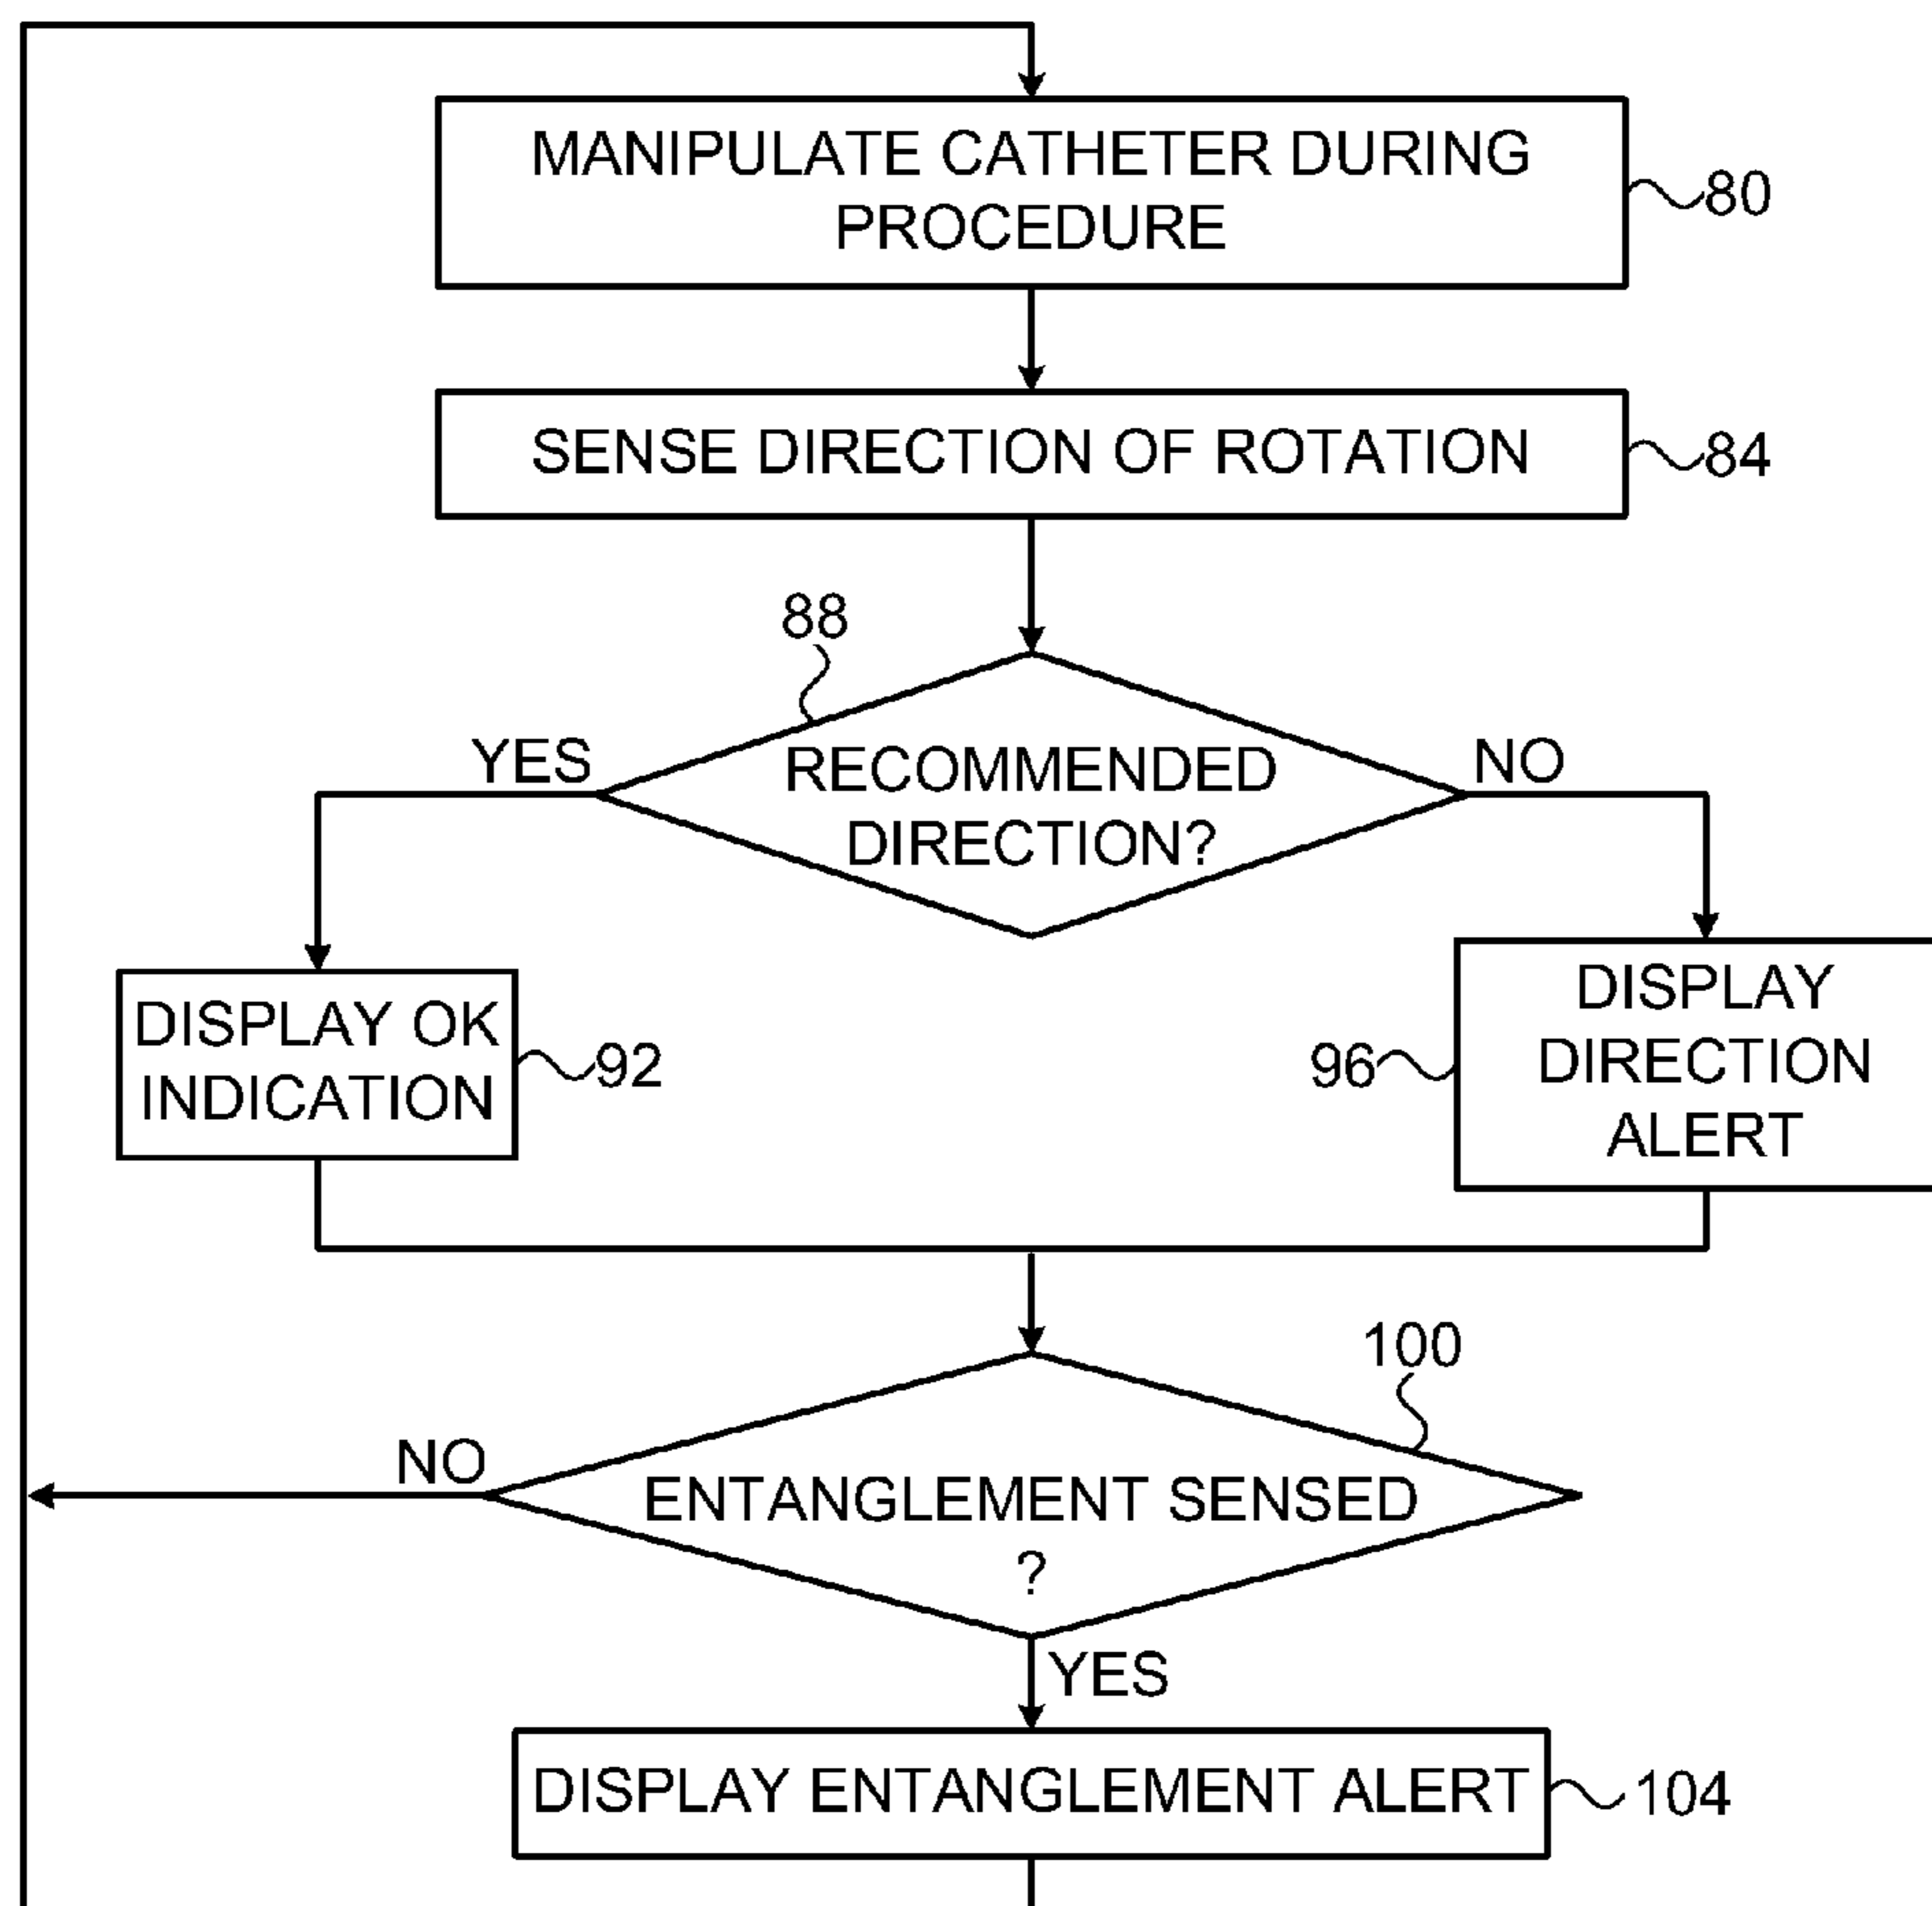 MANIPULATE CATHETER DURING
PROCEDURE
80
SENSE DIRECTION OF ROTATION
84
88
YES
NO
RECOMMENDED
DIRECTION?
DISPLAY OK
INDICATION
92
96
DISPLAY
DIRECTION
ALERT
100
NO
ENTANGLEMENT SENSED
?
YES
DISPLAY ENTANGLEMENT ALERT
104